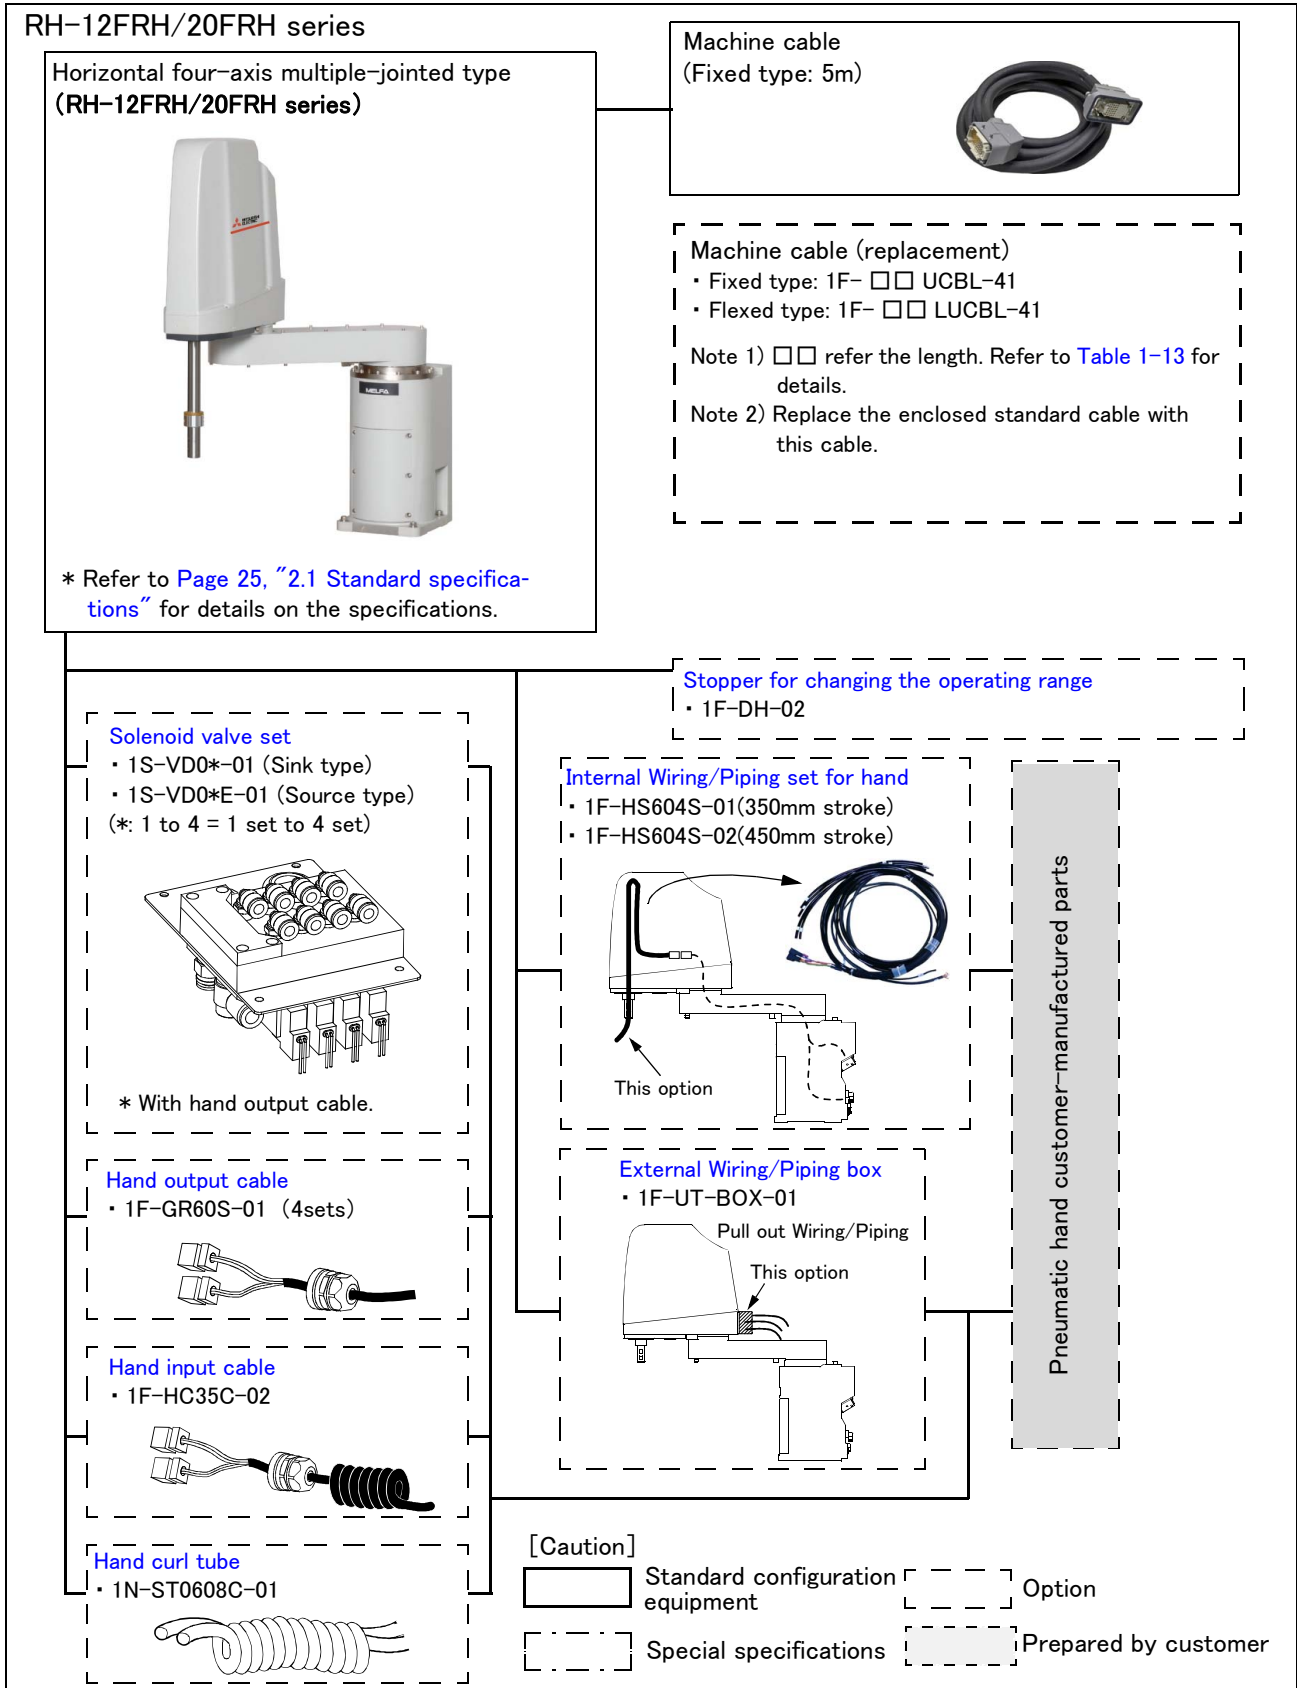 RH-12FRH/20FRH series
Horizontal four-axis multiple-jointed type
(RH-12FRH/20FRH series)
MITSUBISHI
ELECTRIC
MELFA
* Refer to Page 25, "2.1 Standard specifica-
tions" for details on the specifications.
Machine cable
(Fixed type: 5m)
Machine cable (replacement)
・Fixed type: 1F- □□ UCBL-41
・Flexed type: 1F- □□ LUCBL-41
Note 1) □□ refer the length. Refer to Table 1-13 for
details.
Note 2) Replace the enclosed standard cable with
this cable.
Stopper for changing the operating range
・1F-DH-02
Solenoid valve set
・1S-VD0*-01 (Sink type)
・1S-VD0*E-01 (Source type)
(*: 1 to 4 = 1 set to 4 set)
* With hand output cable.
Internal Wiring/Piping set for hand
・1F-HS604S-01(350mm stroke)
・1F-HS604S-02(450mm stroke)
This option
Pneumatic hand customer-manufactured parts
Hand output cable
・1F-GR60S-01 (4sets)
External Wiring/Piping box
・1F-UT-BOX-01
Pull out Wiring/Piping
This option
Hand input cable
・1F-HC35C-02
Hand curl tube
・1N-ST0608C-01
[Caution]
Standard configuration
equipment
Option
Special specifications
Prepared by customer